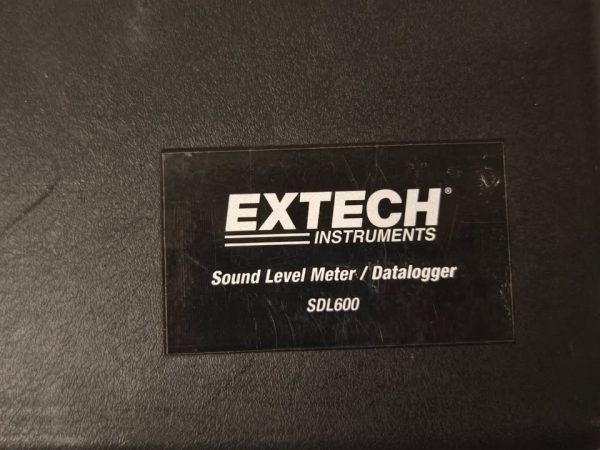 EXTECH®
INSTRUMENTS
Sound Level Meter / Datalogger
SDL600